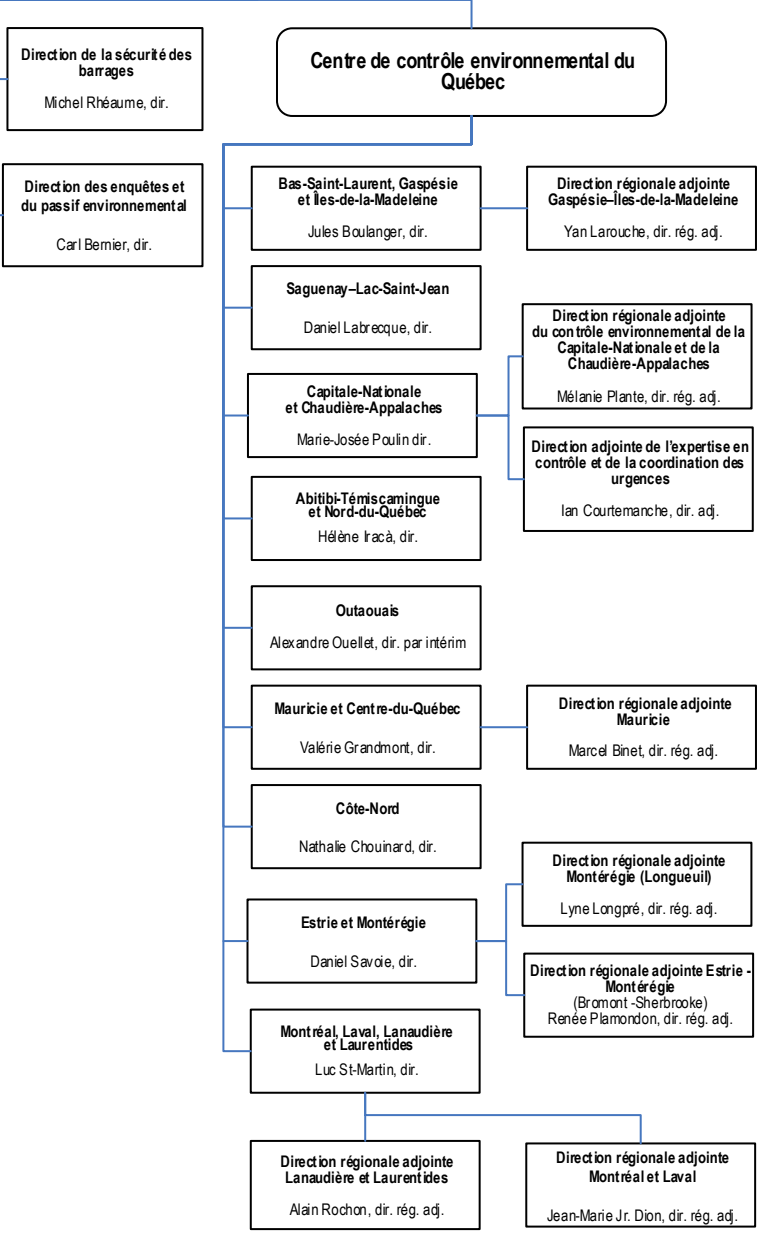 Direction de la sécurité des
barrages
Michel Rhéaume, dir.
Centre de contrôle environnemental du
Québec
Direction des enquêtes et
du passif environnemental
Carl Bernier, dir.
Bas-Saint-Laurent, Gaspésie
et Îles-de-la-Madeleine
Jules Boulanger, dir.
Direction régionale adjointe
Gaspésie–Îles-de-la-Madeleine
Yan Larouche, dir. rég. adj.
Saguenay–Lac-Saint-Jean
Daniel Labrecque, dir.
Capitale-Nationale
et Chaudière-Appalaches
Marie-Josée Poulin dir.
Direction régionale adjointe
du contrôle environnemental de la
Capitale-Nationale et de la
Chaudière-Appalaches
Mélanie Plante, dir. rég. adj.
Direction adjointe de l'expertise en
contrôle et de la coordination des
urgences
Ian Courtemanche, dir. adj.
Abitibi-Témiscamingue
et Nord-du-Québec
Hélène Iracà, dir.
Outaouais
Alexandre Ouellet, dir. par intérim
Mauricie et Centre-du-Québec
Valérie Grandmont, dir.
Direction régionale adjointe
Mauricie
Marcel Binet, dir. rég. adj.
Côte-Nord
Nathalie Chouinard, dir.
Estrie et Montérégie
Daniel Savoie, dir.
Direction régionale adjointe
Montérégie (Longueuil)
Lyne Longpré, dir. rég. adj.
Direction régionale adjointe Estrie -
Montérégie
(Bromont -Sherbrooke)
Renée Plamondon, dir. rég. adj.
Montréal, Laval, Lanaudière
et Laurentides
Luc St-Martin, dir.
Direction régionale adjointe
Lanaudière et Laurentides
Alain Rochon, dir. rég. adj.
Direction régionale adjointe
Montréal et Laval
Jean-Marie Jr. Dion, dir. rég. adj.